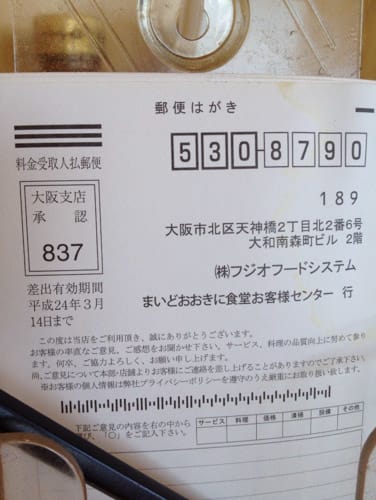 郵便はがき
料金受取人払郵便
530-8790
大阪支店
承認
837
差出有効期間
平成24年3月
14日まで
189
大阪市北区天神橋2丁目北2番6号
大和南森町ビル 2階
㈱フジオフードシステム
まいどおおきに食堂お客様センター 行
この度は当店をご利用頂き、誠にありがとうございます。
お客様の率直なご意見、ご感想をお聞かせ下さい。サービス、料理の品質向上に努めて参り
ます。何卒、ご協力よろしく、お願い申し上げます。
尚、ご意見について本部・店舗よりお客様にご連絡を差し上げることがありますのでご了承下さい。
※お客様の個人情報は弊社プライバシーポリシーを遵守のうえ厳重にお取り扱い致します。
下記ご意見の内容を右の中から
び、「○」をご記入下さい。
サービス 料理 価格 清掃 設備 その他